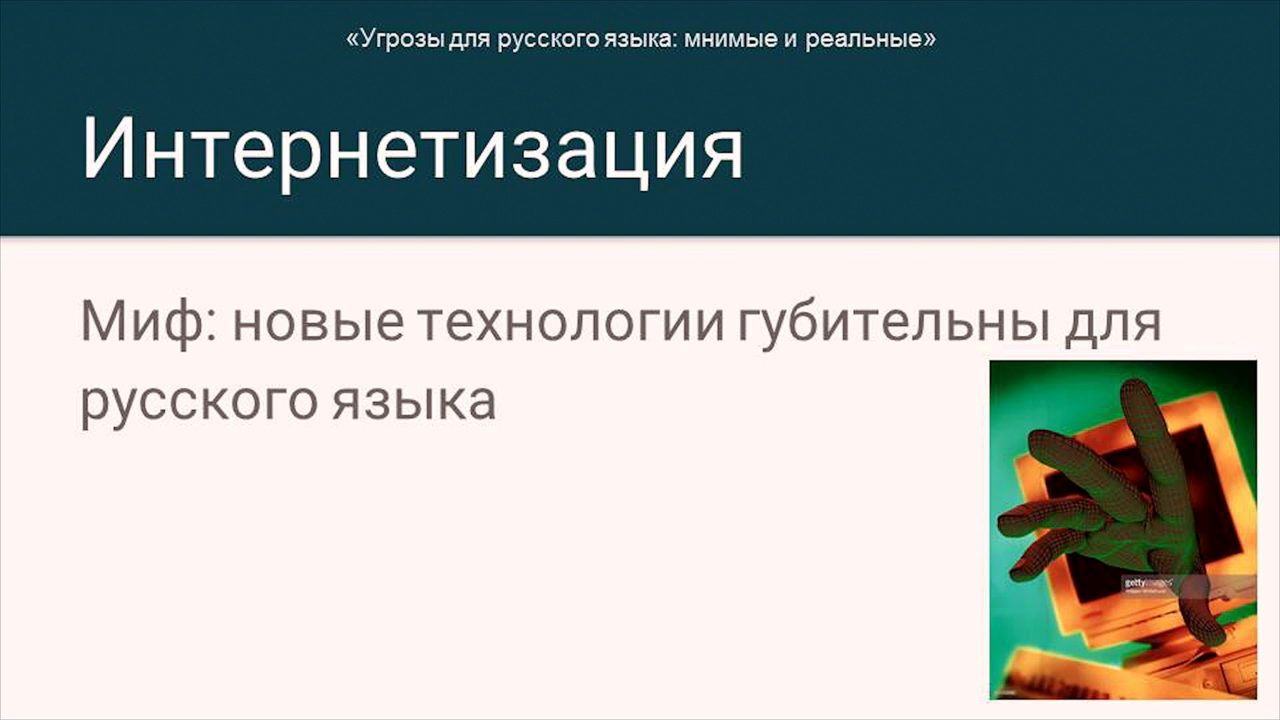 «Угрозы для русского языка: мнимые и реальные»
Интернетизация
Миф: новые технологии губительны для
русского языка
gettyimages